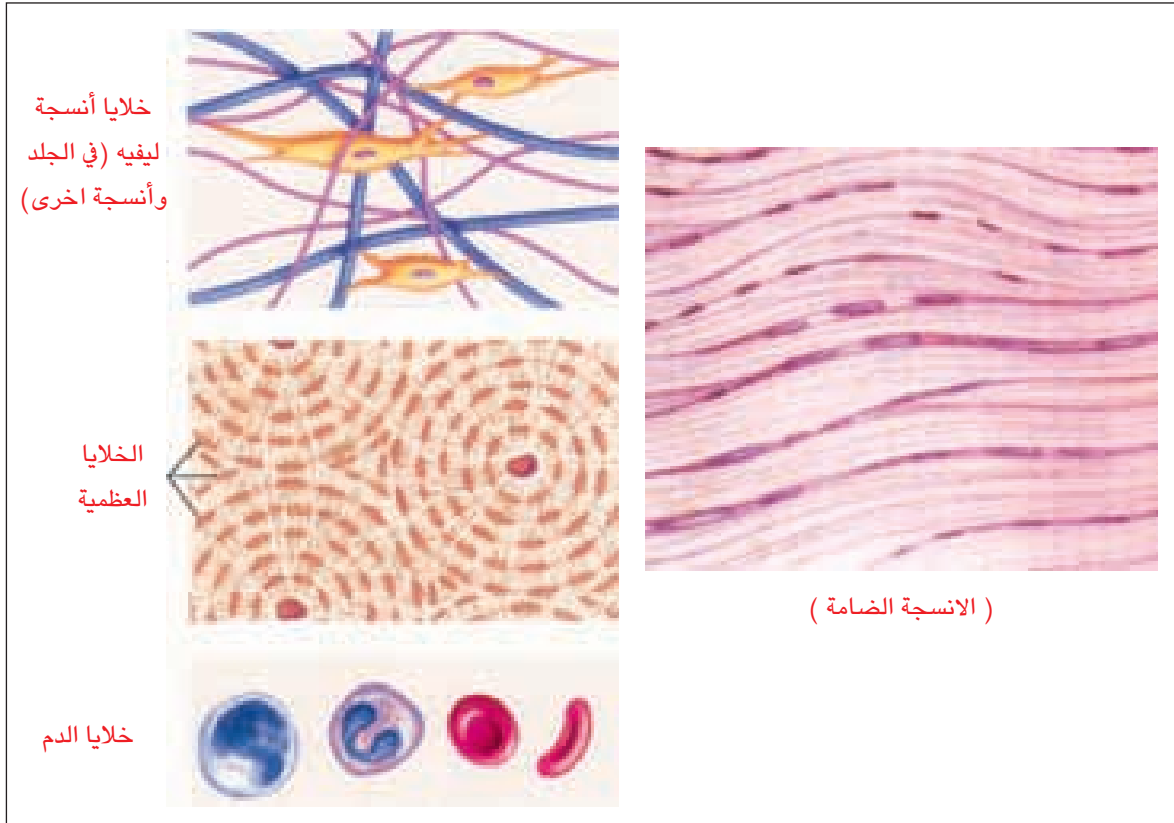 خلايا أنسجة
ليفيه (في الجلد
وأنسجة اخرى)
الخلايا
العظمية
خلايا الدم
( الانسجة الضامة )